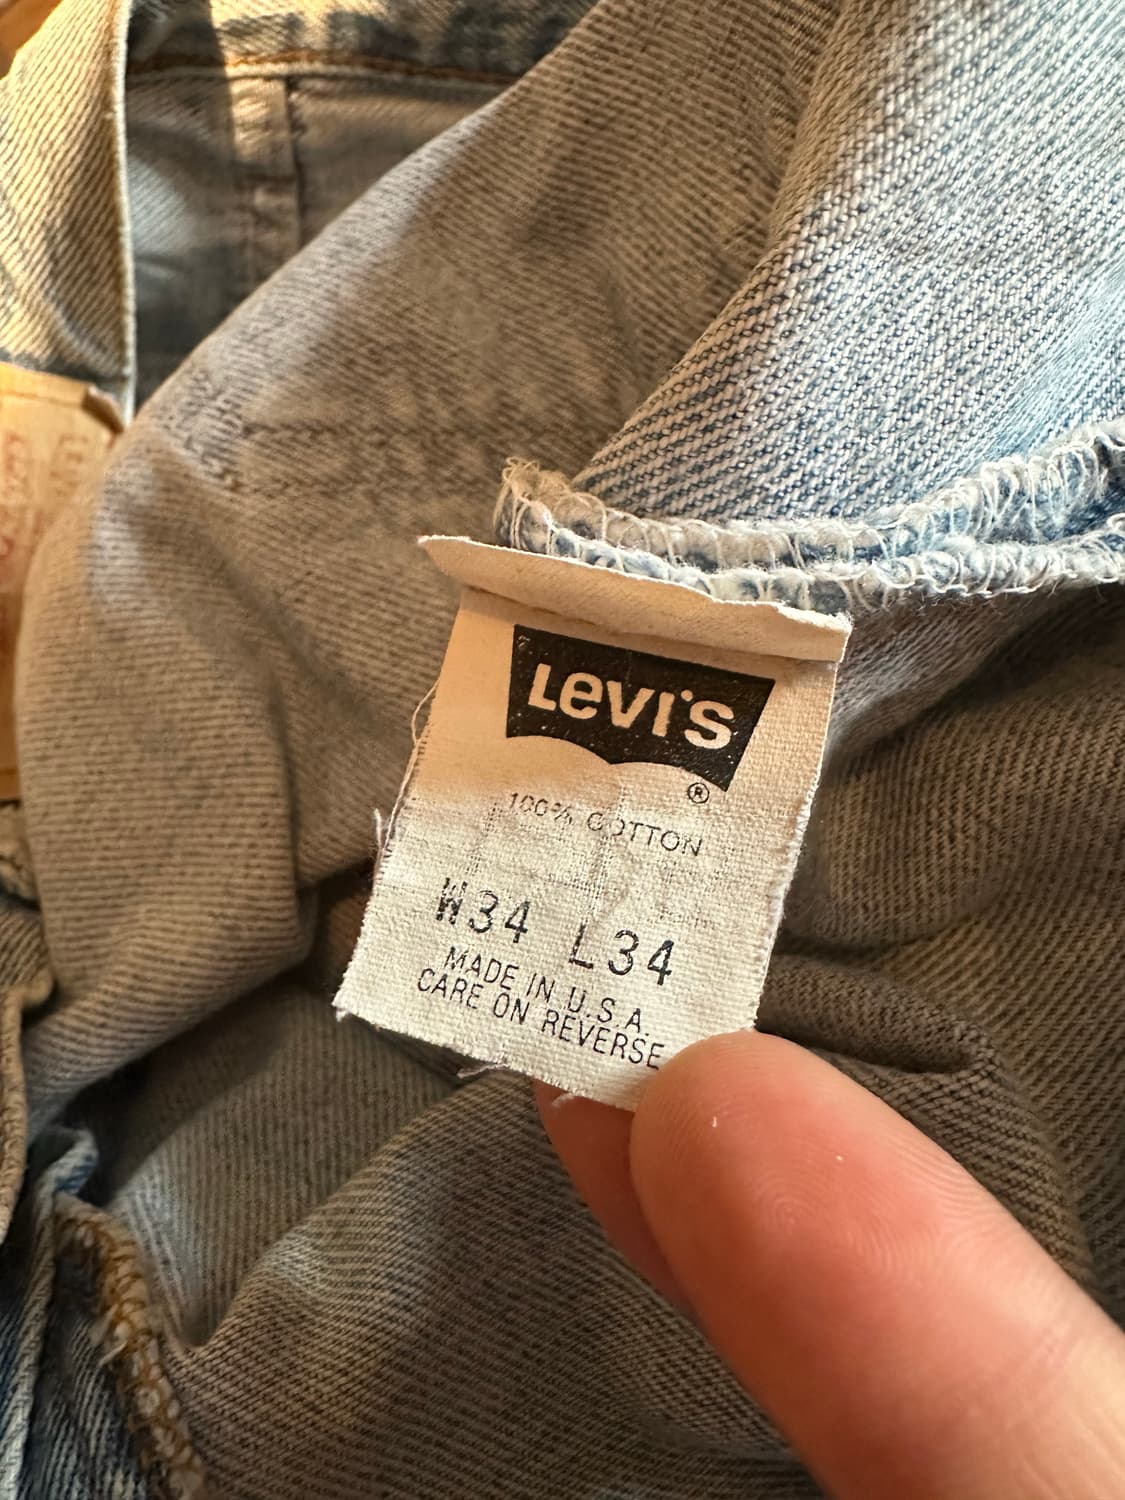 Levi's
®
100% COTTON
W34 L34
MADE IN U.S.A.
CARE ON REVERSE